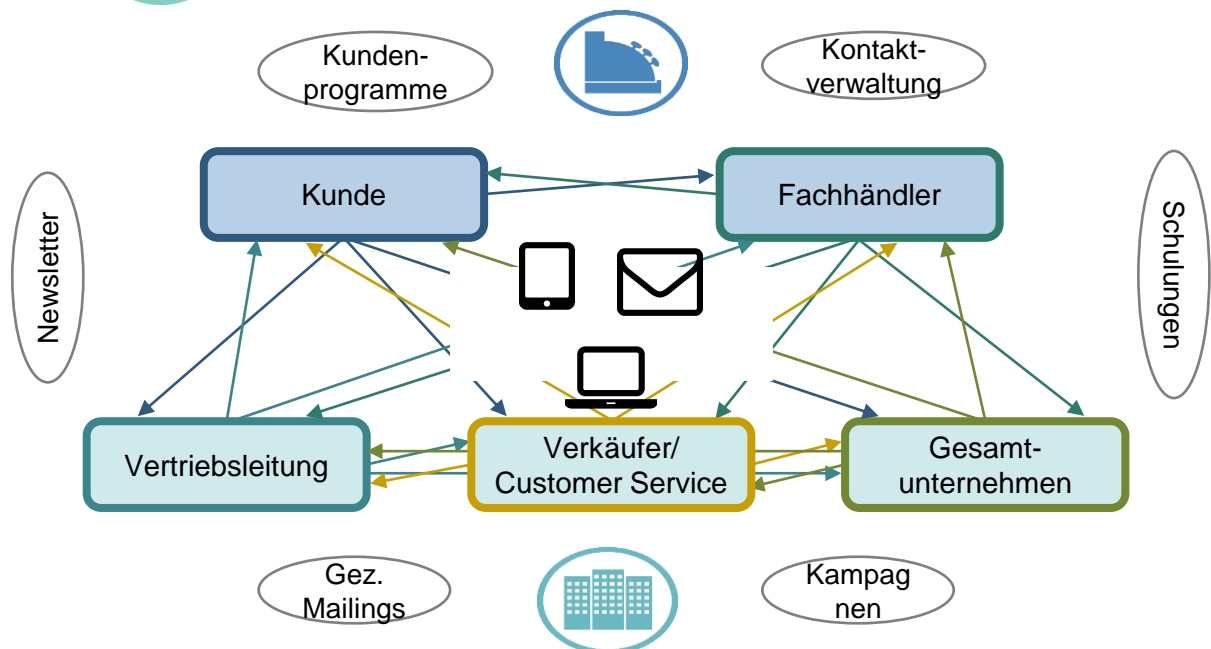 Kunden-
programme
Kontakt-
verwaltung
Kunde
Fachhändler
Newsletter
Schulungen
Vertriebsleitung
Verkäufer/
Customer Service
Gesamt-
unternehmen
Gez.
Mailings
Kampag
nen